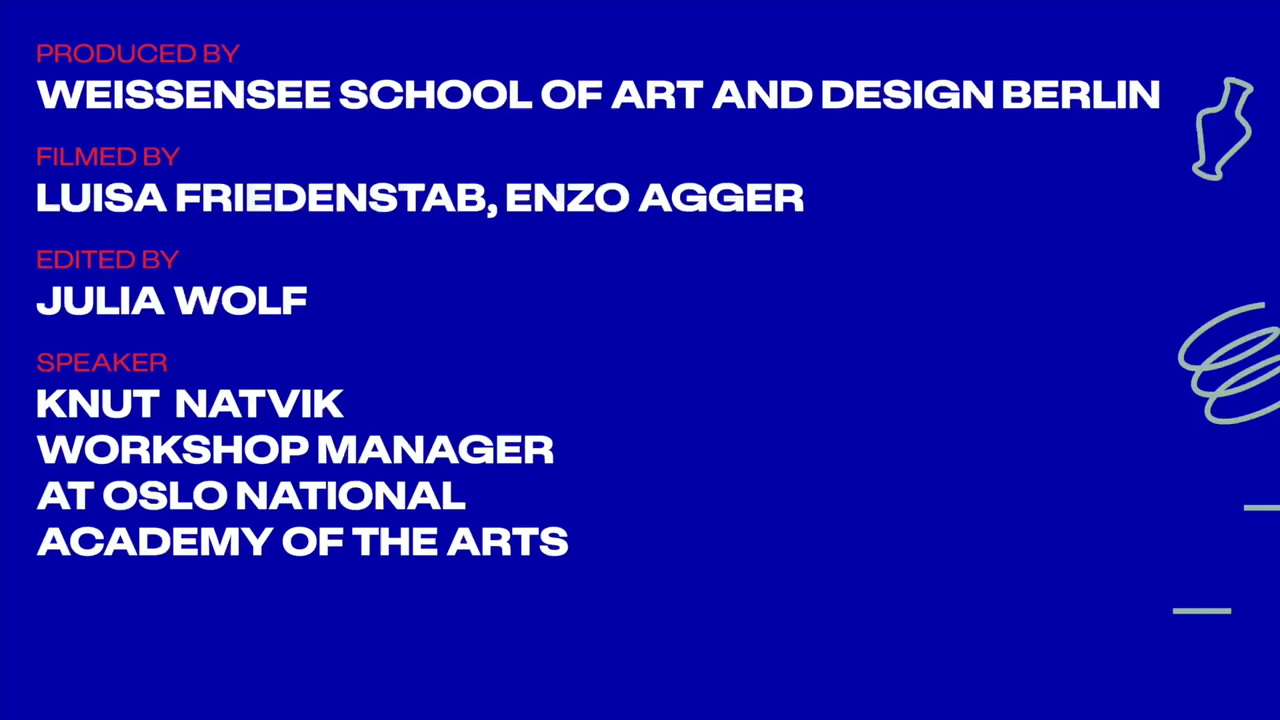 PRODUCED BY
WEISSENSEE SCHOOL OF ART AND DESIGN BERLIN
FILMED BY
LUISA FRIEDENSTAB, ENZO AGGER
EDITED BY
JULIA WOLF
SPEAKER
KNUT NATVIK
WORKSHOP MANAGER
AT OSLO NATIONAL
ACADEMY OF THE ARTS